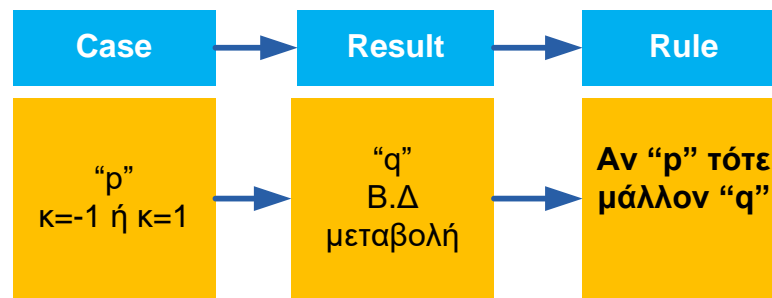 Case
Result
Rule
“p”
κ=-1 ή κ=1
“q”
Β.Δ
μεταβολή
Αν “p” τότε
μάλλον “q”